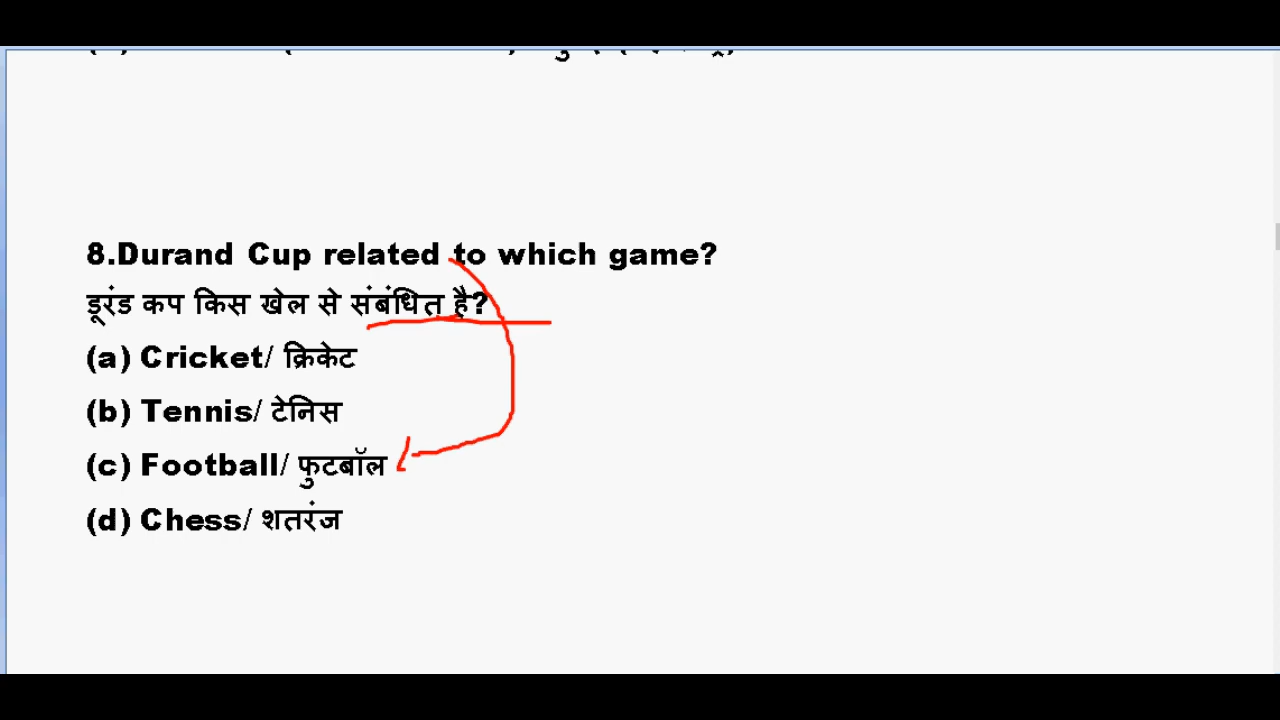 8.Durand Cup related to which game?
डूरंड कप किस खेल से संबंधित है?
(a) Cricket/ क्रिकेट
(b) Tennis/ टेनिस
(c) Football/ फुटबॉल
(d) Chess/ शतरंज